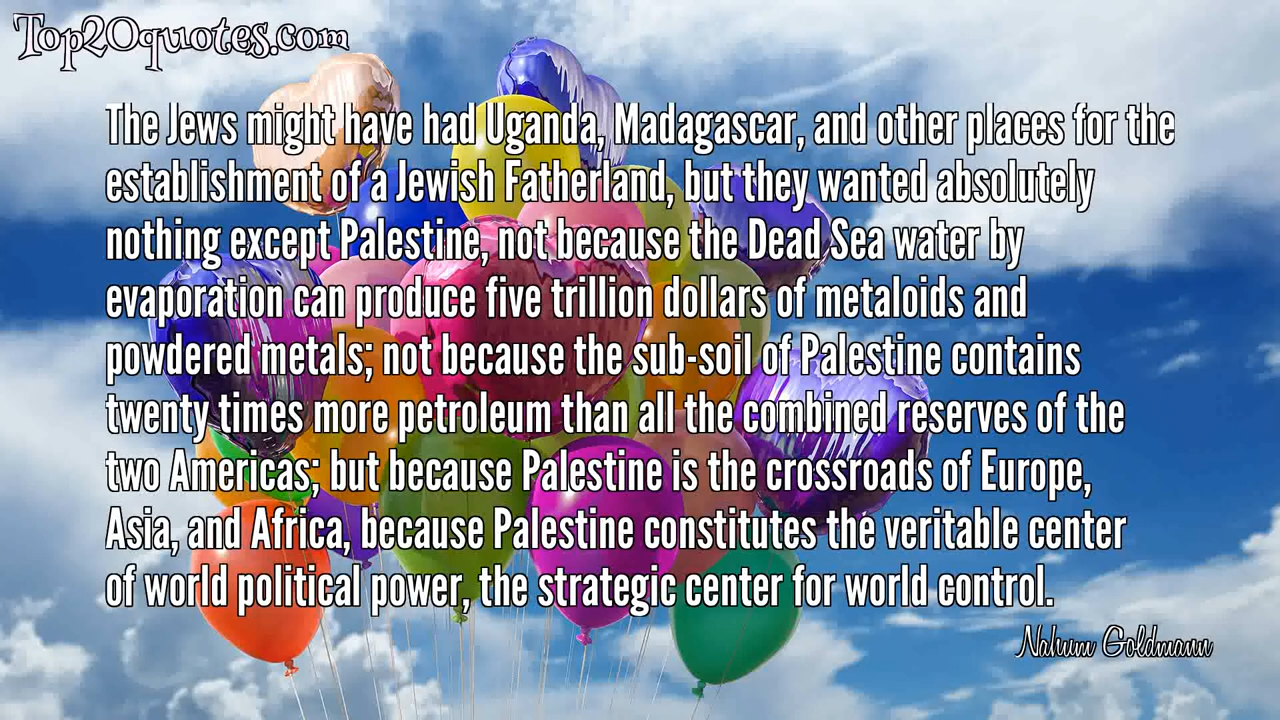 Top20quotes.com
The Jews might have had Uganda, Madagascar, and other places for the
establishment of a Jewish Fatherland, but they wanted absolutely
nothing except Palestine, not because the Dead Sea water by
evaporation can produce five trillion dollars of metaloids and
powdered metals; not because the sub-soil of Palestine contains
twenty times more petroleum than all the combined reserves of the
two Americas; but because Palestine is the crossroads of Europe,
Asia, and Africa, because Palestine constitutes the veritable center
of world political power, the strategic center for world control.
Nahum Goldmann